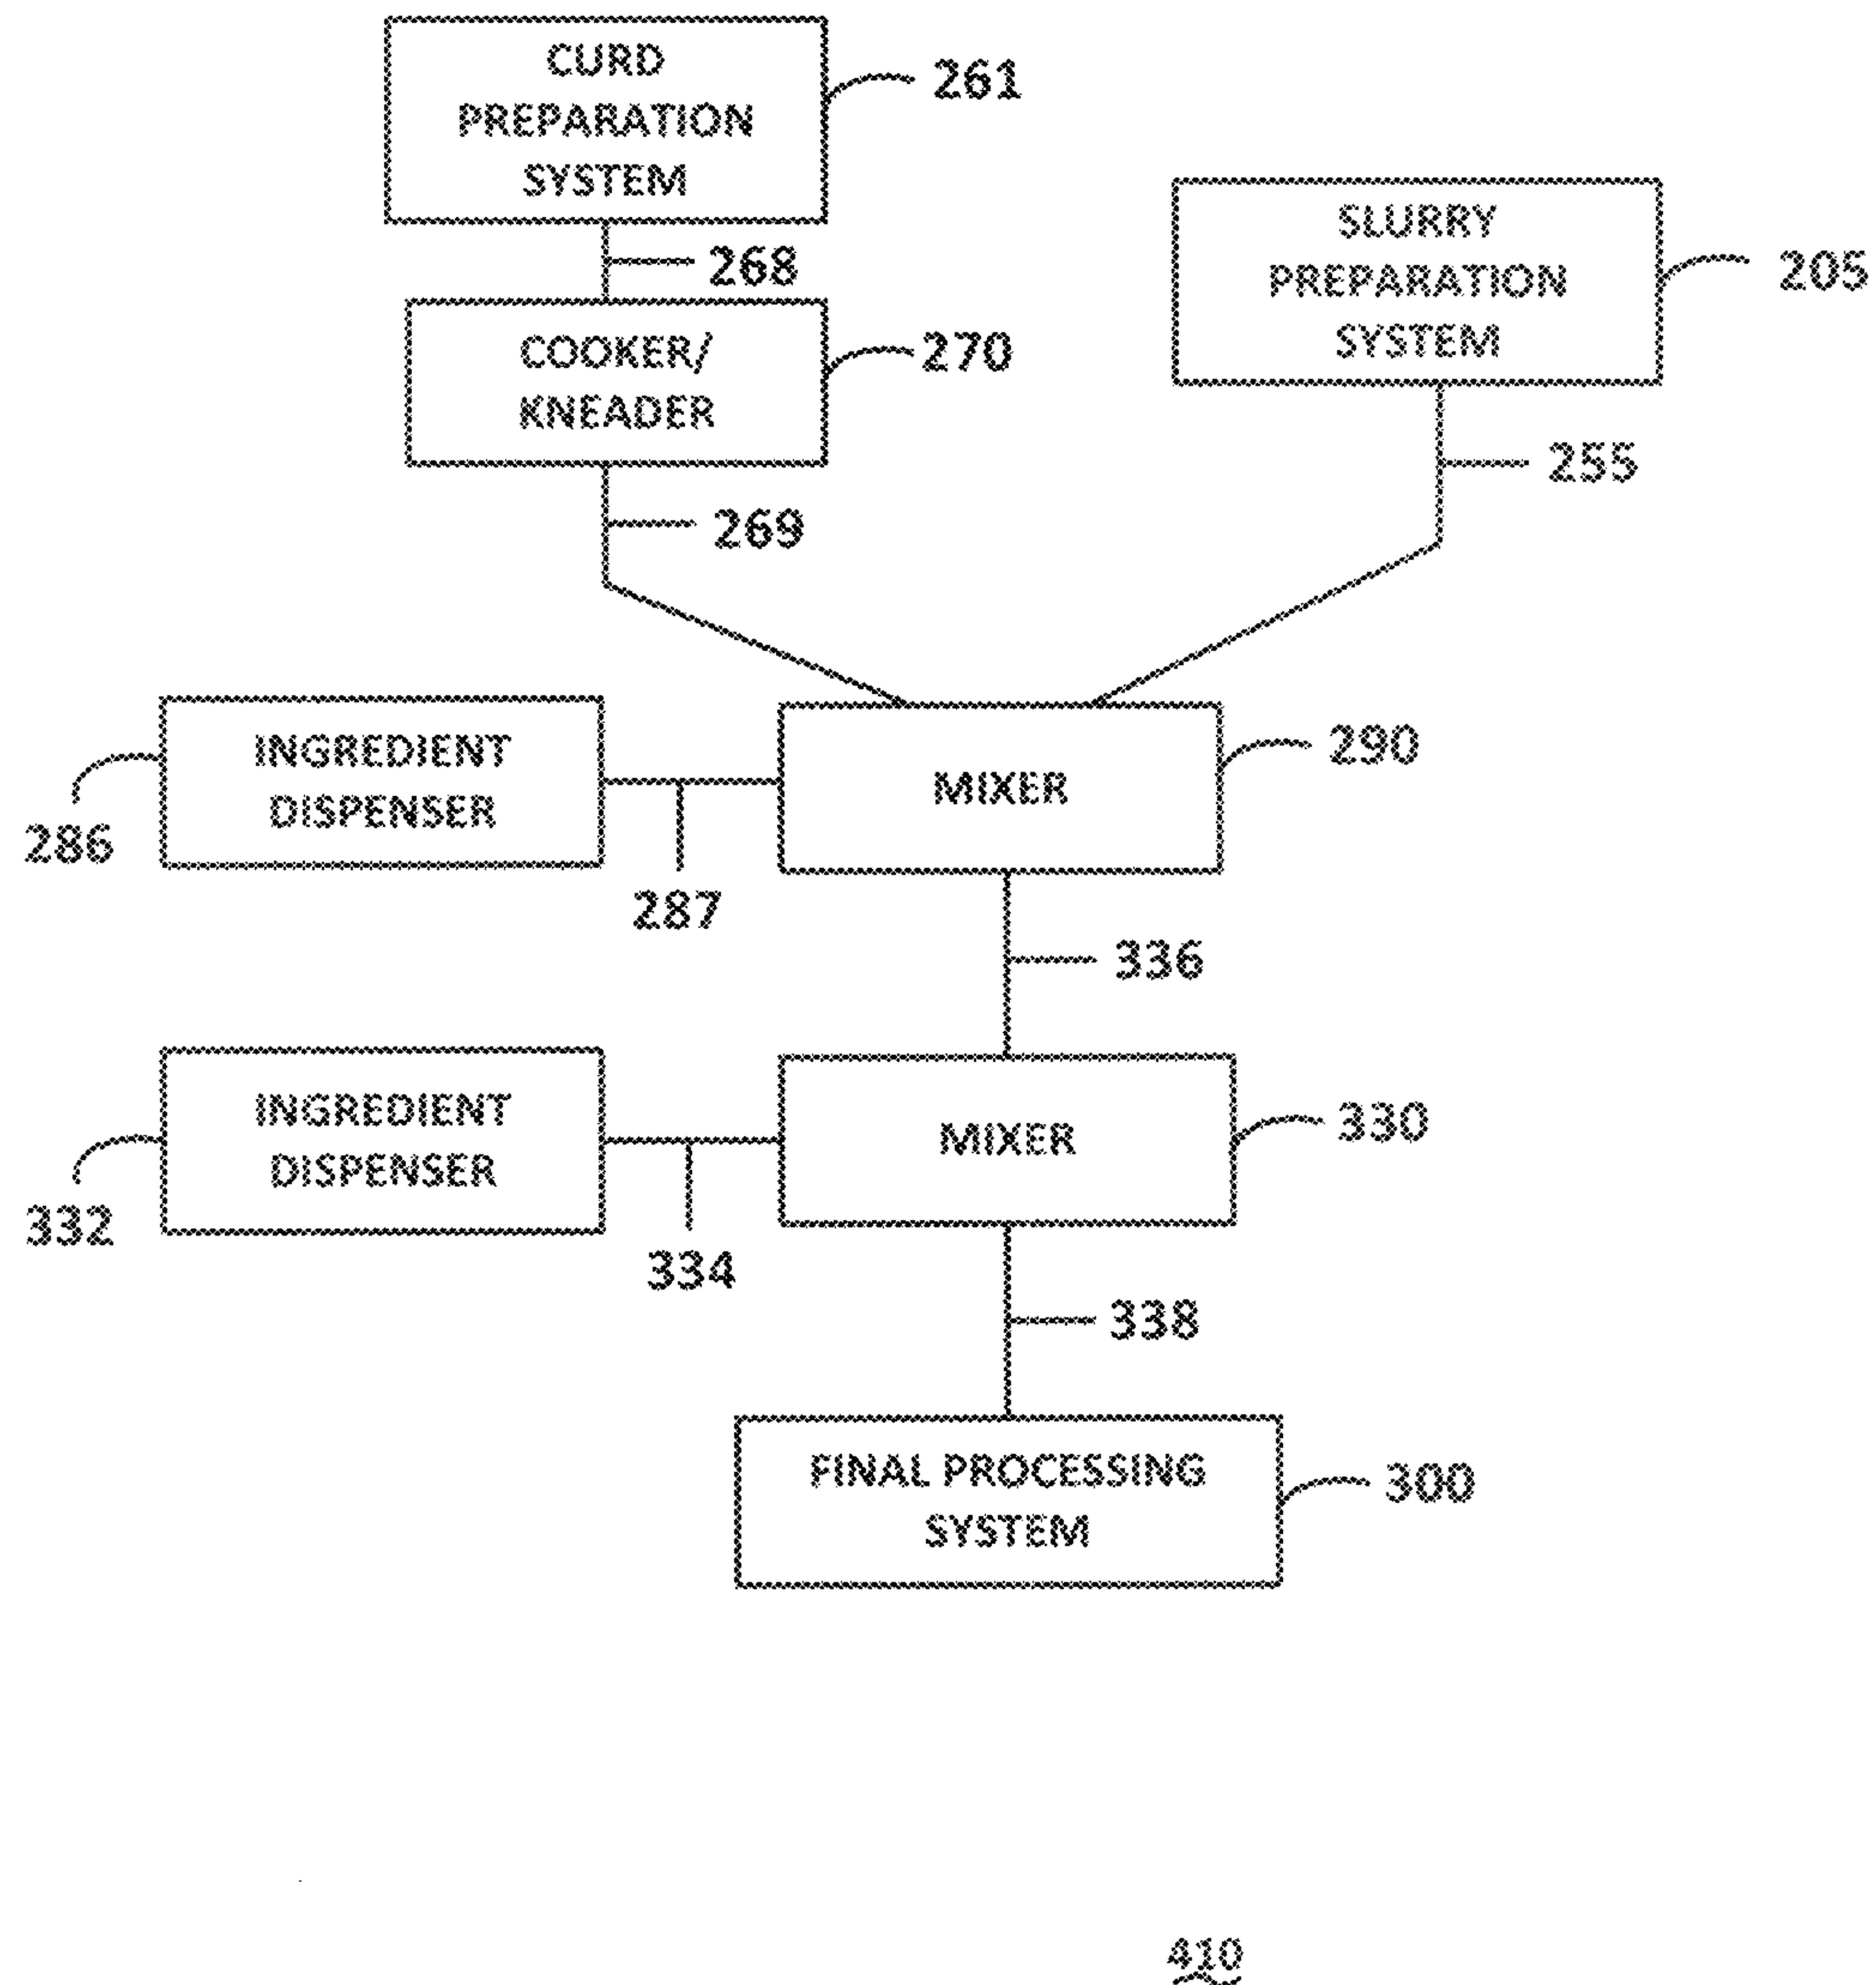 CURD
PREPARATION
SYSTEM
261
268
SLURRY
PREPARATION
SYSTEM
205
COOKER/
KNEADER
270
255
269
INGREDIENT
DISPENSER
286
287
MIXER
290
336
INGREDIENT
DISPENSER
332
334
MIXER
330
338
FINAL PROCESSING
SYSTEM
300
410